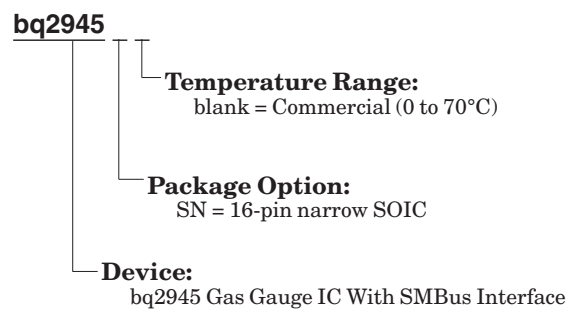 bq2945
Temperature Range:
blank = Commercial (0 to 70°C)
Package Option:
SN = 16-pin narrow SOIC
Device:
bq2945 Gas Gauge IC With SMBus Interface